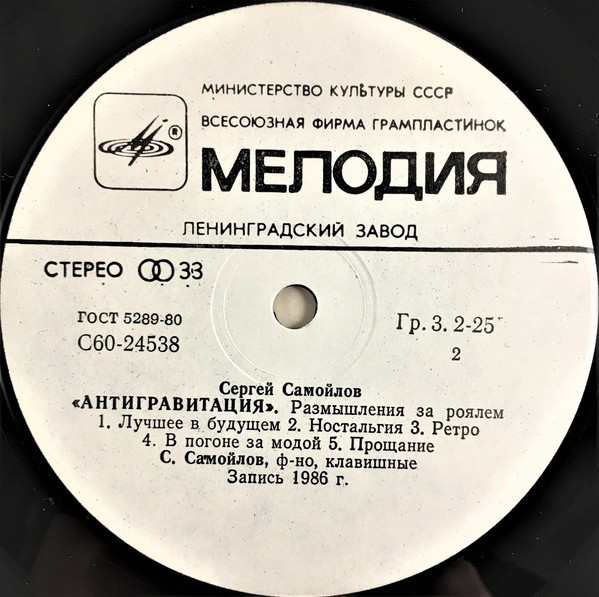 МИНИСТЕРСТВО КУЛЬТУРЫ СССР
ВСЕСОЮЗНАЯ ФИРМА ГРАМПЛАСТИНОК
®
МЕЛОДИЯ
ЛЕНИНГРАДСКИЙ ЗАВОД
СТЕРЕО 33
ГОСТ 5289-80
Гр. 3. 2-25
С60-24538
2
Сергей Самойлов
«АНТИГРАВИТАЦИЯ». Размышления за роялем
1. Лучшее в будущем 2. Ностальгия 3. Ретро
4. В погоне за модой 5. Прощание
С. Самойлов, ф-но, клавишные
Запись 1986 г.